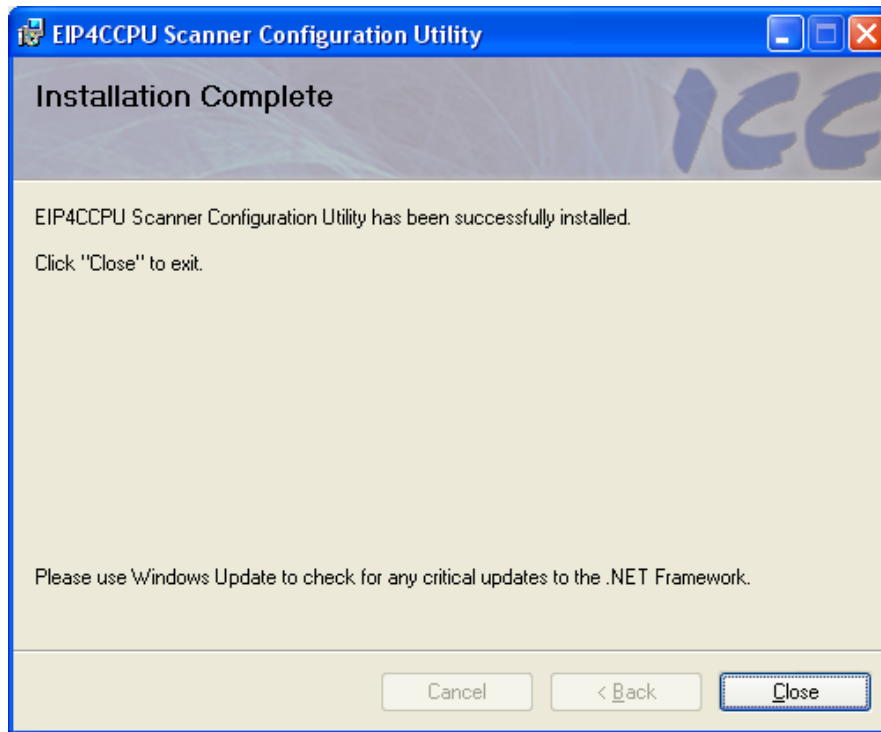 EIP4CCPU Scanner Configuration Utility
Installation Complete
ICC
EIP4CCPU Scanner Configuration Utility has been successfully installed.
Click "Close" to exit.
Please use Windows Update to check for any critical updates to the .NET Framework.
Cancel
< Back
Close